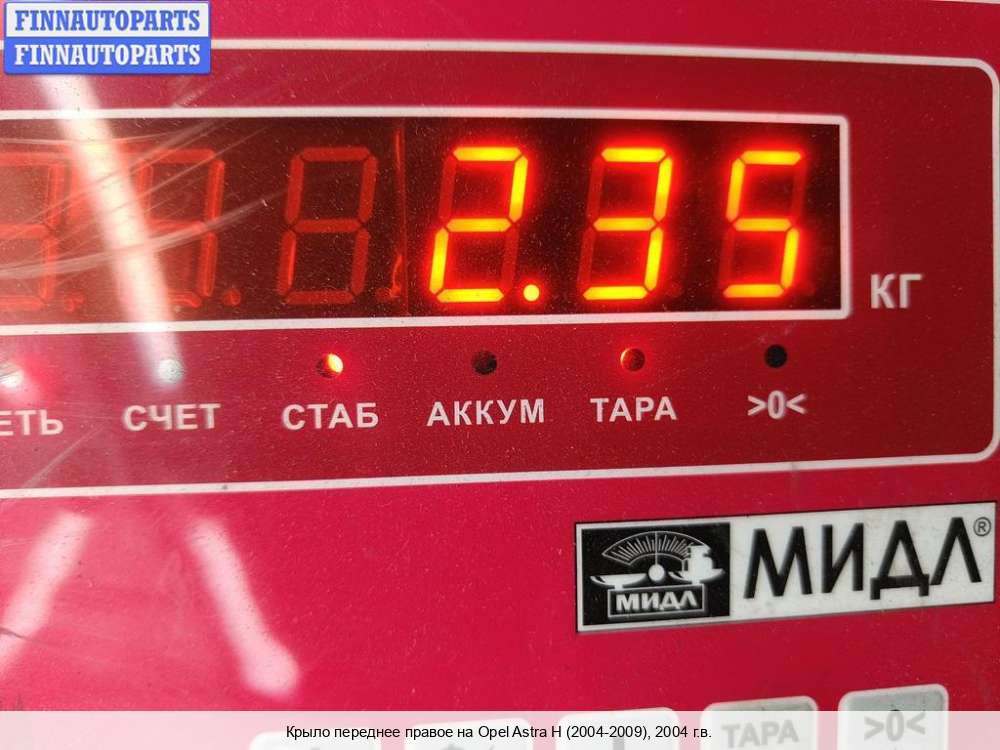 FINNAUTOPARTS
FINNAUTOPARTS
2.35
КГ
СЧЕТ СТАБ АККУМ ТАРА >0<
МИДЛ МИДЛ®
ТАРА >0<
Крыло переднее правое на Opel Astra H (2004-2009), 2004 г.в.